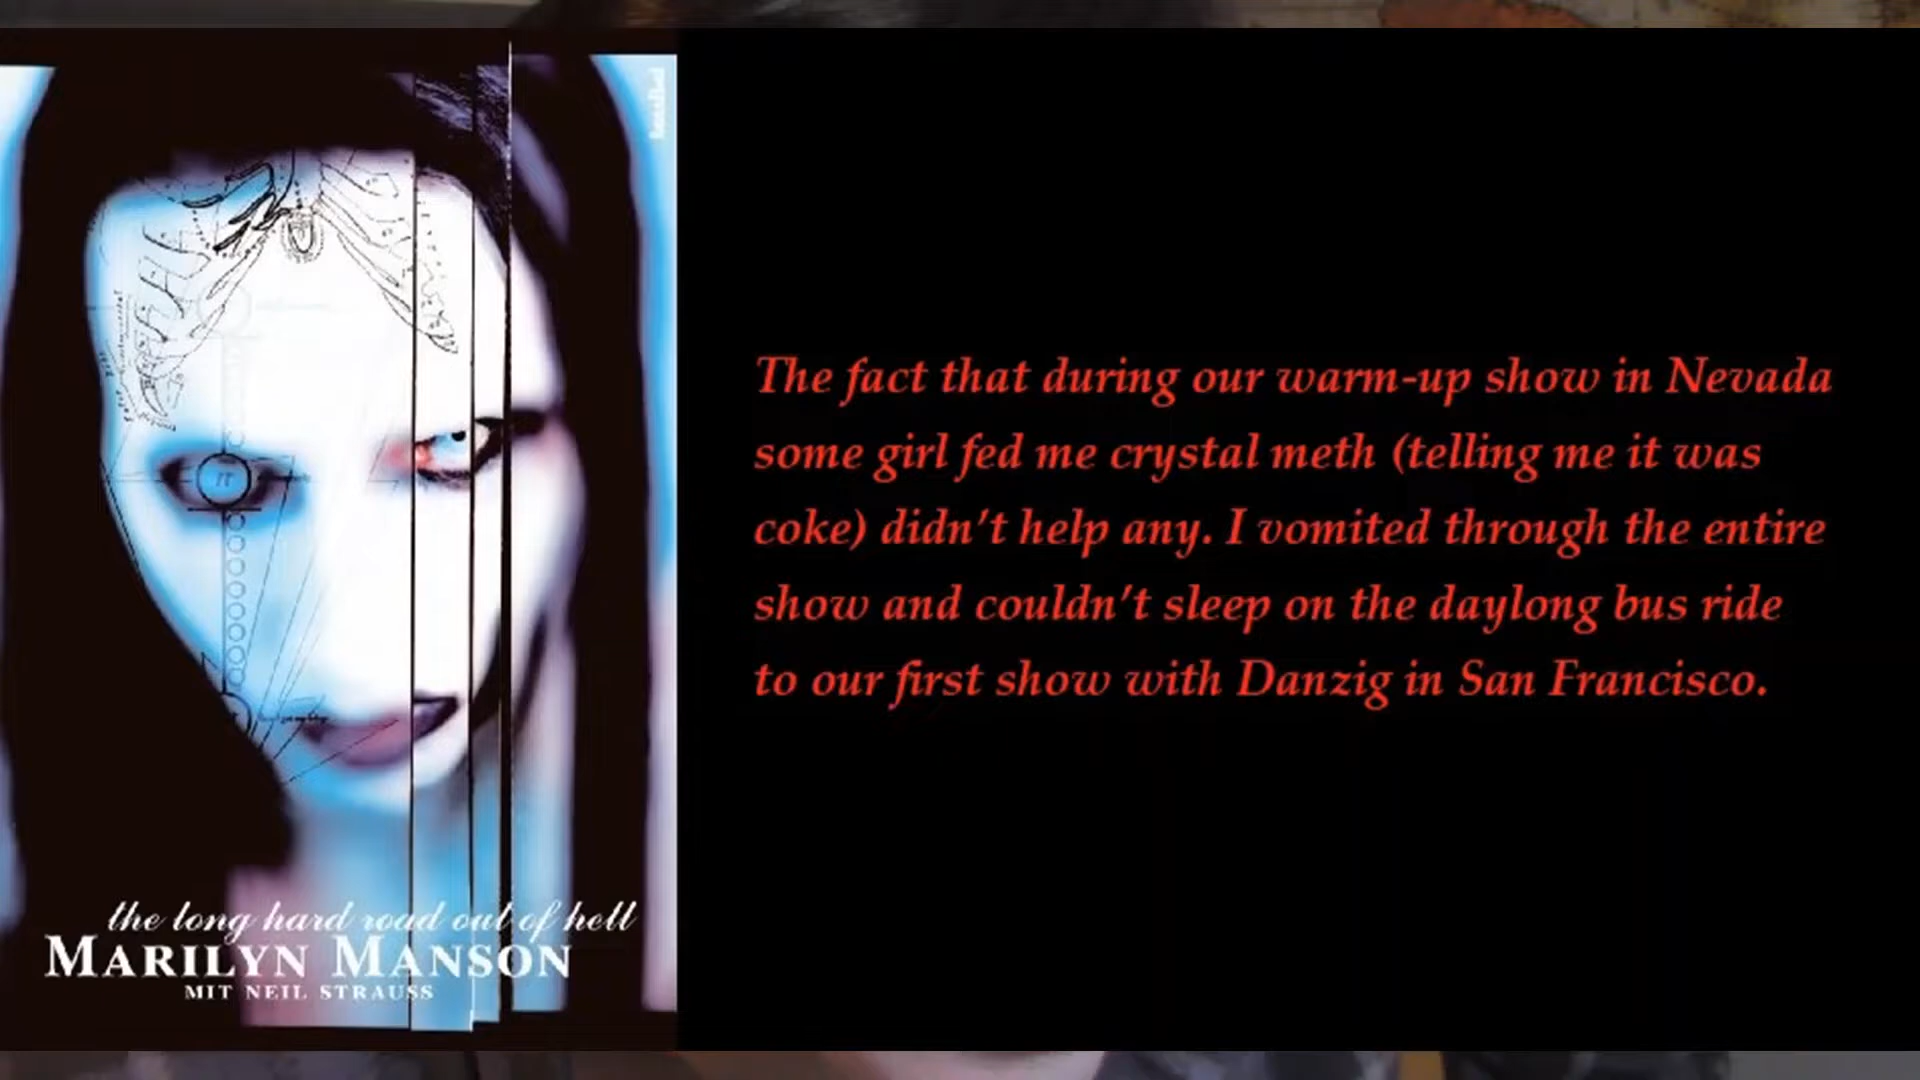 the long hard road out of hell
MARILYN MANSON
MIT NEIL STRAUSS
The fact that during our warm-up show in Nevada
some girl fed me crystal meth (telling me it was
coke) didn't help any. I vomited through the entire
show and couldn't sleep on the daylong bus ride
to our first show with Danzig in San Francisco.